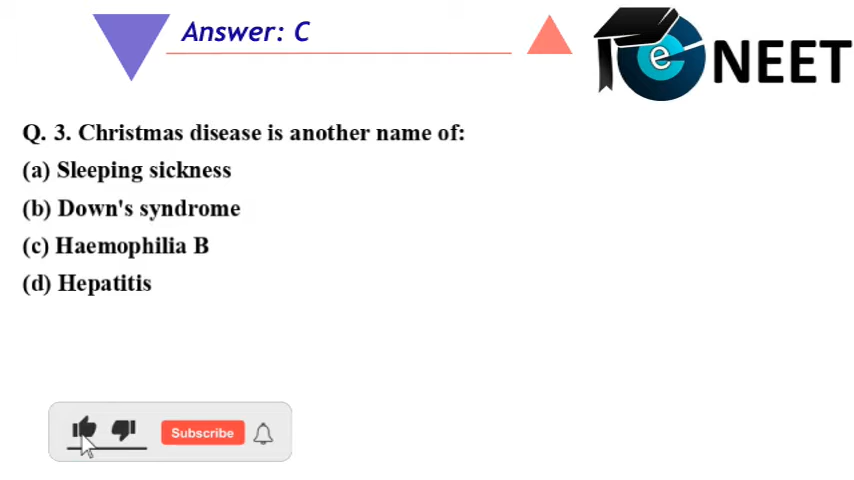 Answer: C
e NEET
Q. 3. Christmas disease is another name of:
(a) Sleeping sickness
(b) Down's syndrome
(c) Haemophilia B
(d) Hepatitis
Subscribe